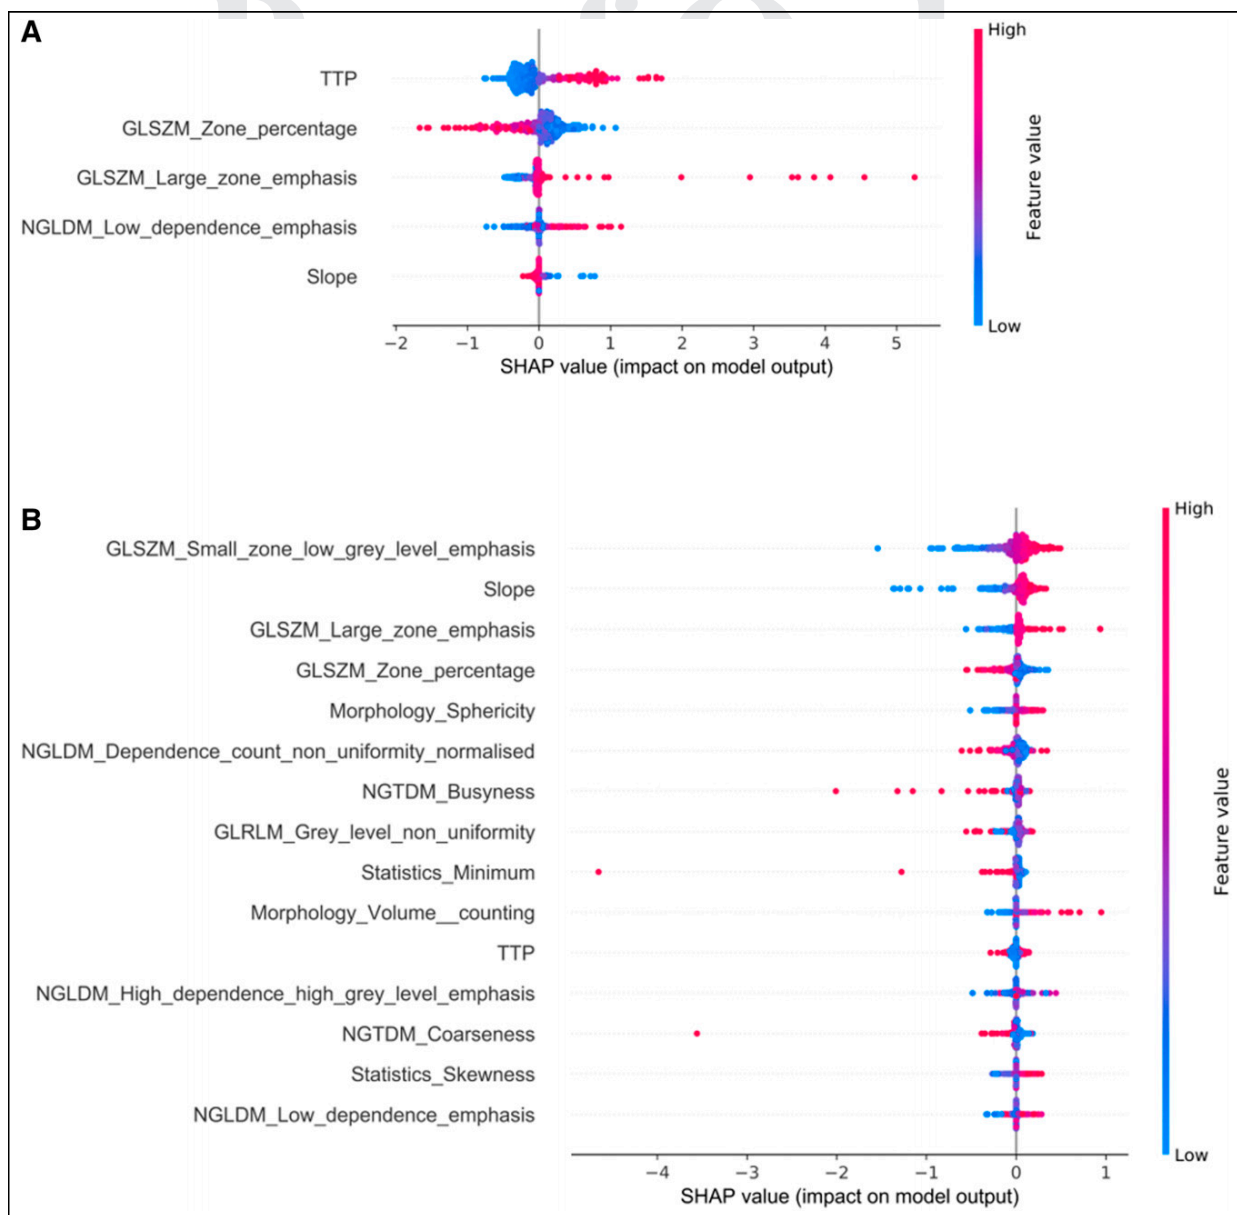 A
High
TTP
GLSZM_Zone_percentage
GLSZM_Large_zone_emphasis
NGLDM_Low_dependence_emphasis
Slope
Feature value
Low
−2 −1 0 1 2 3 4 5
SHAP value (impact on model output)
B
High
GLSZM_Small_zone_low_grey_level_emphasis
Slope
GLSZM_Large_zone_emphasis
GLSZM_Zone_percentage
Morphology_Sphericity
NGLDM_Dependence_count_non_uniformity_normalised
NGTDM_Busyness
GLRLM_Grey_level_non_uniformity
Statistics_Minimum
Morphology_Volume__counting
TTP
NGLDM_High_dependence_high_grey_level_emphasis
NGTDM_Coarseness
Statistics_Skewness
NGLDM_Low_dependence_emphasis
Feature value
Low
−4 −3 −2 −1 0 1
SHAP value (impact on model output)